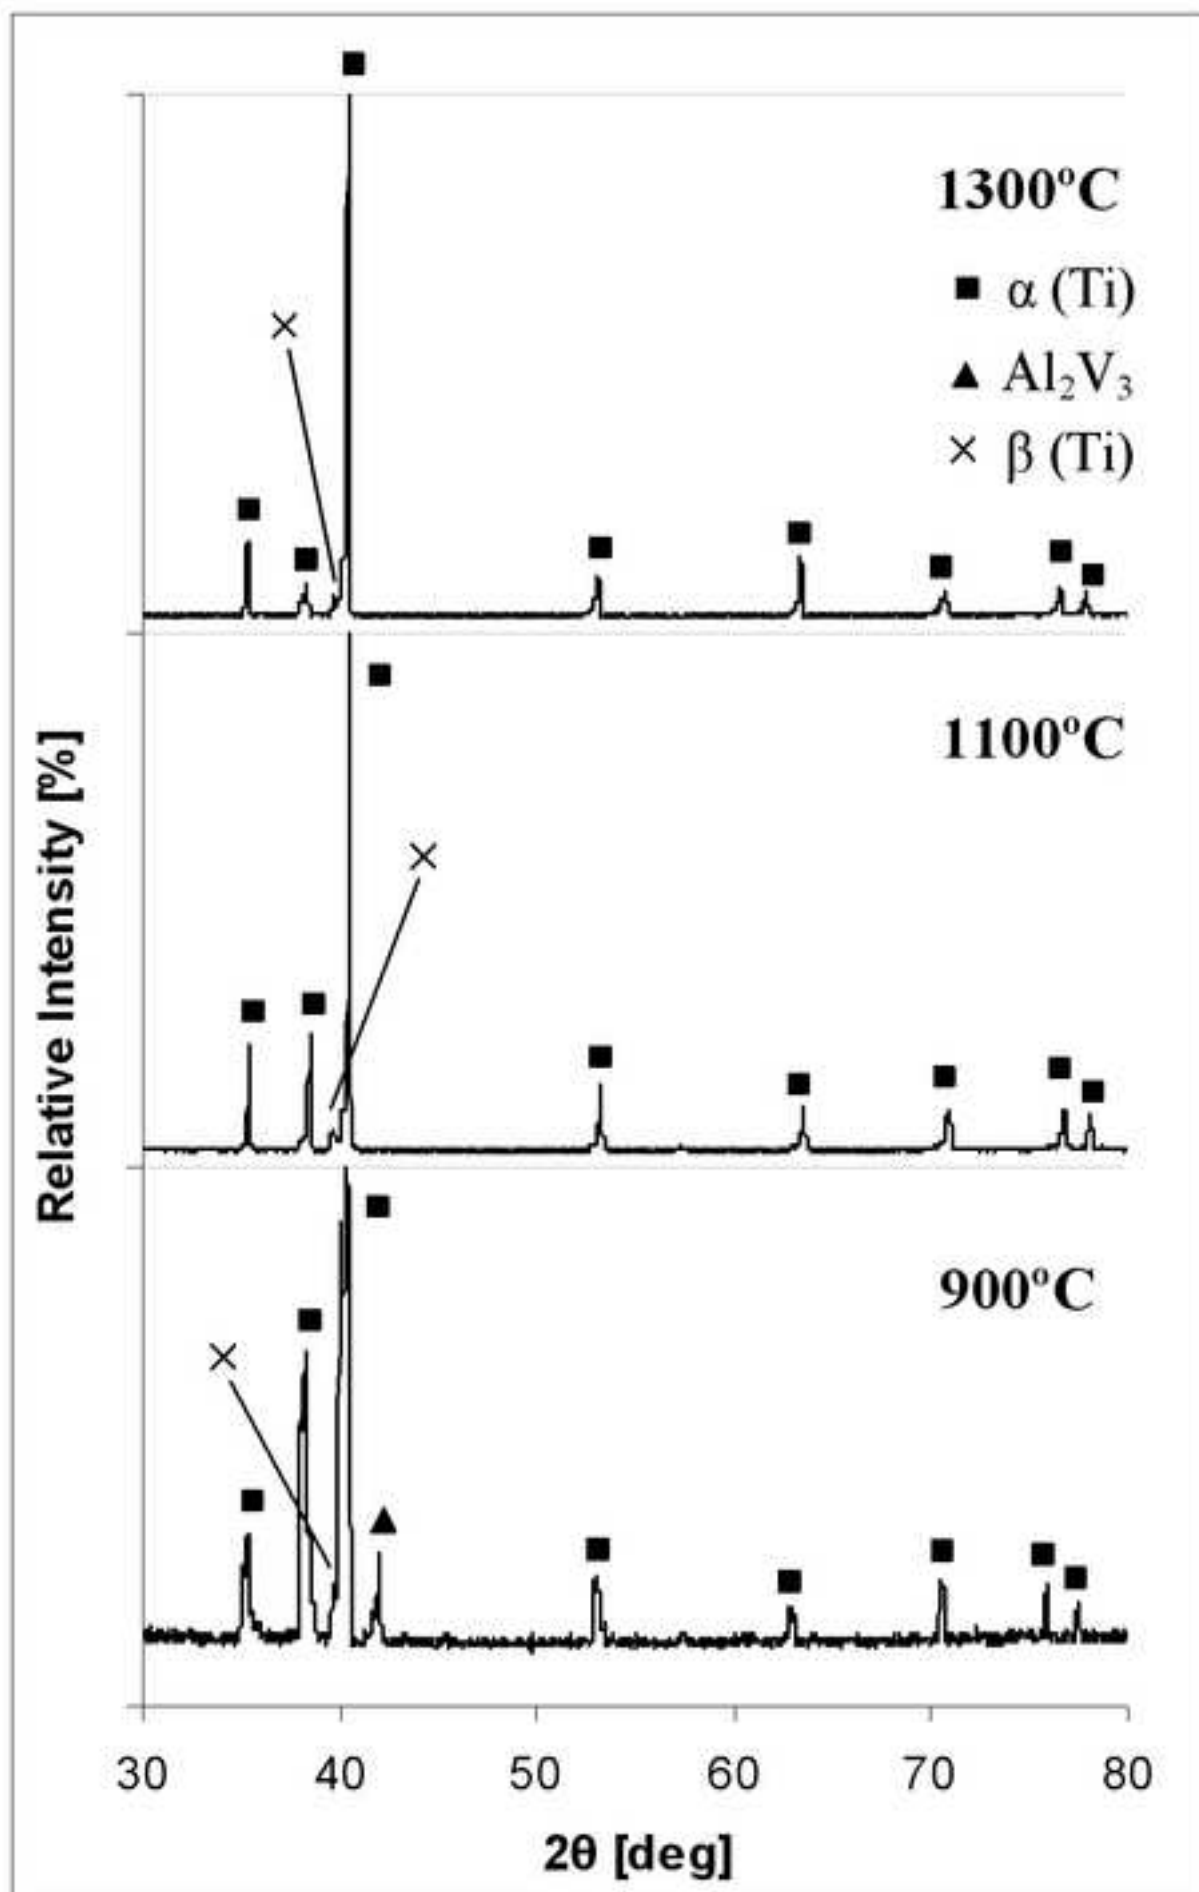 1300°C
■ α (Ti)
▲ Al₂V₃
× β (Ti)
1100°C
900°C
Relative Intensity [%]
30 40 50 60 70 80
2θ [deg]